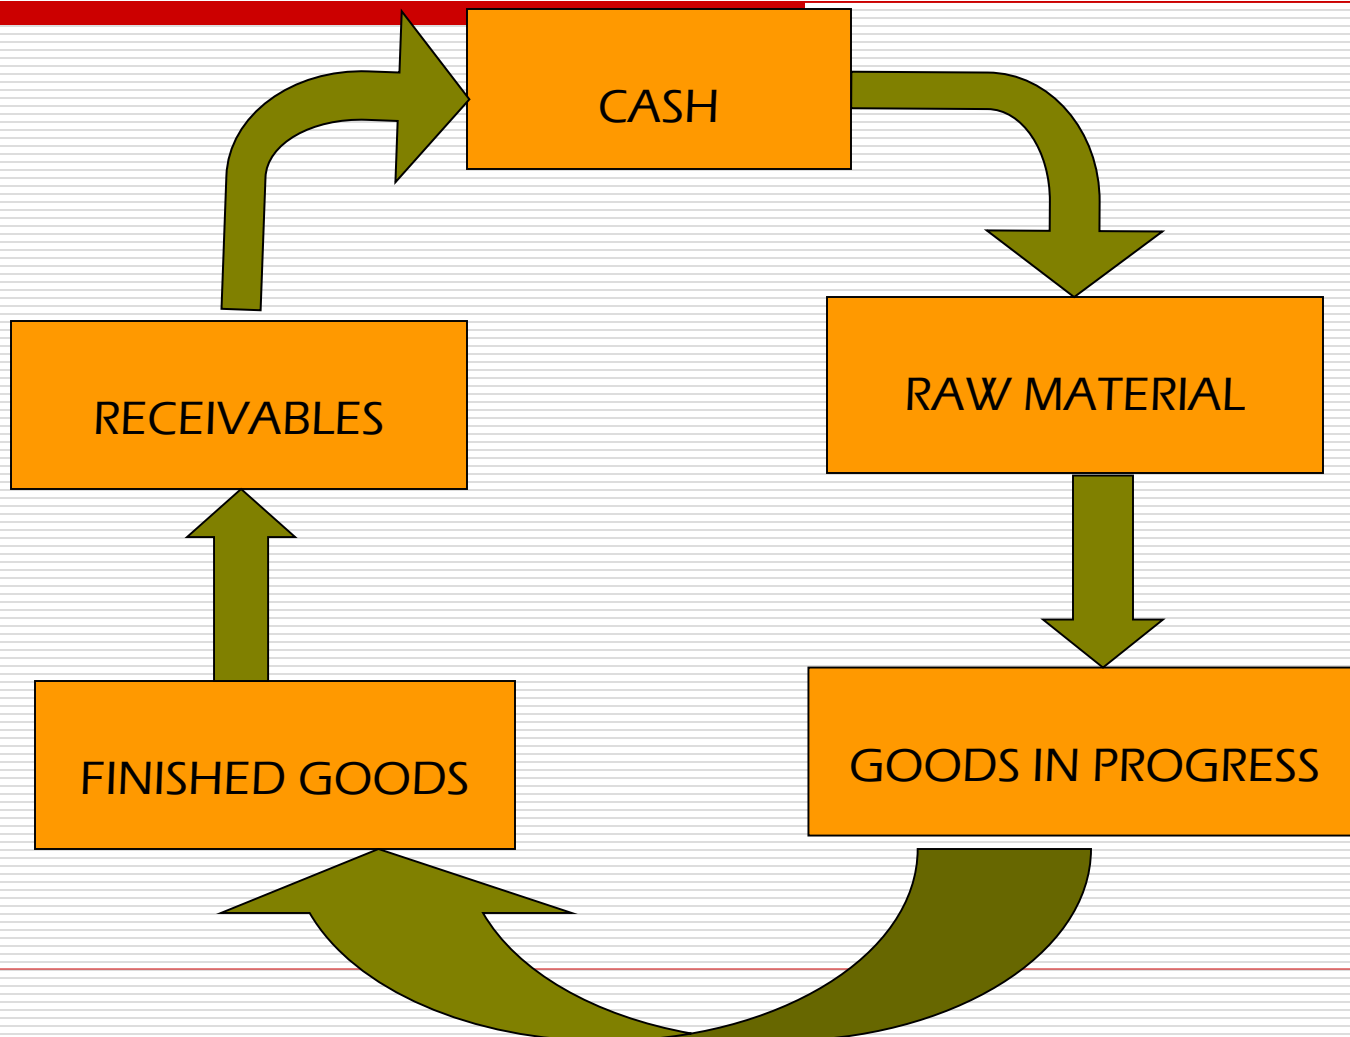 CASH
RECEIVABLES
RAW MATERIAL
FINISHED GOODS
GOODS IN PROGRESS